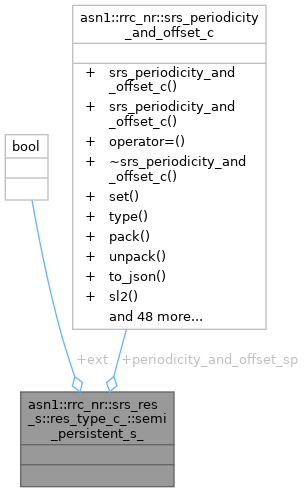 asn1::rrc_nr::srs_periodicity
_and_offset_c
+ srs_periodicity_and
_offset_c()
+ srs_periodicity_and
_offset_c()
+ operator=()
+ ~srs_periodicity_and
_offset_c()
+ set()
+ type()
+ pack()
+ unpack()
+ to_json()
+ sl2()
and 48 more...
bool
+ext
+periodicity_and_offset_sp
asn1::rrc_nr::srs_res
_s::res_type_c_::semi
_persistent_s_